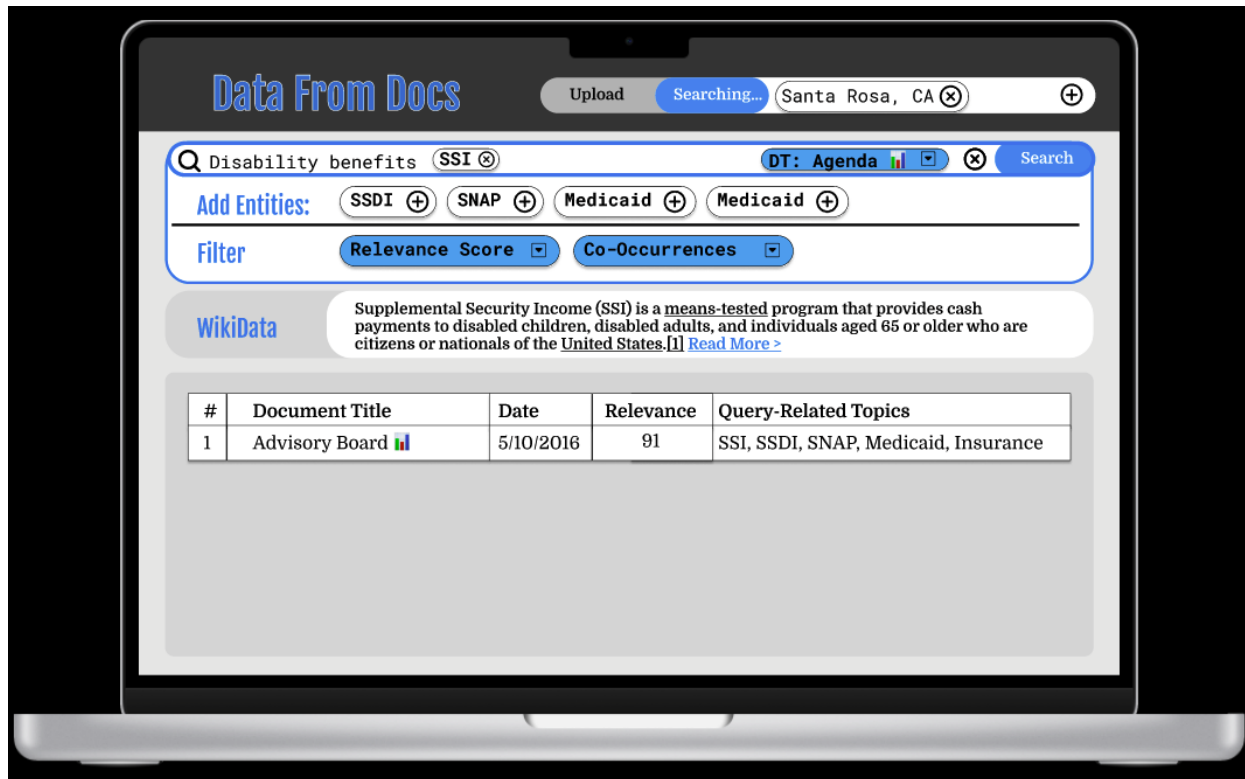 Data From Docs
Upload Searching... Santa Rosa, CA
Disability benefits SSI DT: Agenda Search
Add Entities: SSDI SNAP Medicaid Medicaid
Filter Relevance Score Co-Occurrences
WikiData
Supplemental Security Income (SSI) is a means-tested program that provides cash
payments to disabled children, disabled adults, and individuals aged 65 or older who are
citizens or nationals of the United States.[1] Read More >
# Document Title Date Relevance Query-Related Topics
1 Advisory Board 5/10/2016 91 SSI, SSDI, SNAP, Medicaid, Insurance